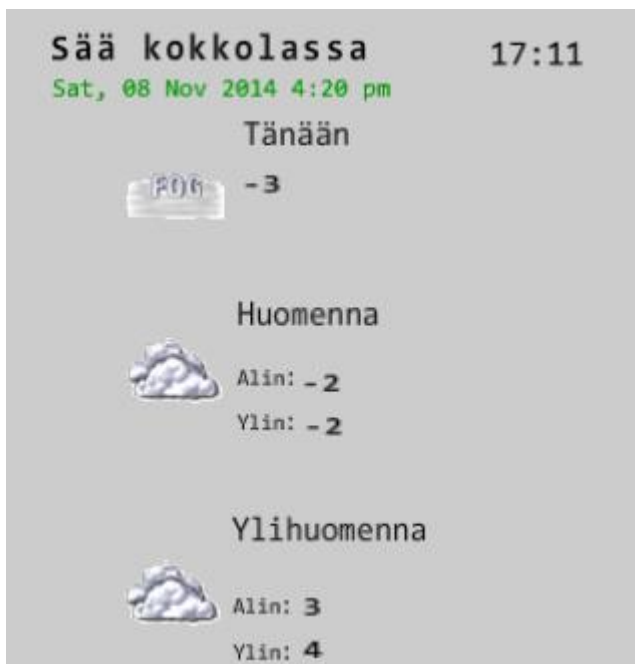 Sää kokkolassa 17:11
Sat, 08 Nov 2014 4:20 pm
Tänään
FOG -3
Huomenna
Alin: -2
Ylin: -2
Ylihuomenna
Alin: 3
Ylin: 4